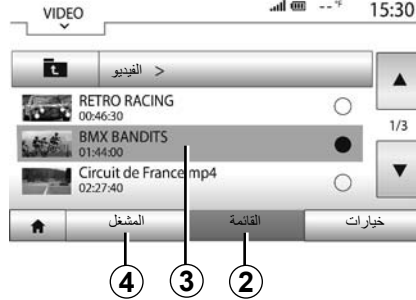 VIDEO --°F 15:30
< الفيديو
RETRO RACING
00:46:30
BMX BANDITS
01:44:00
1/3
Circuit de France mp4
02:27:40
المشغل القائمة خيارات
4 3 2